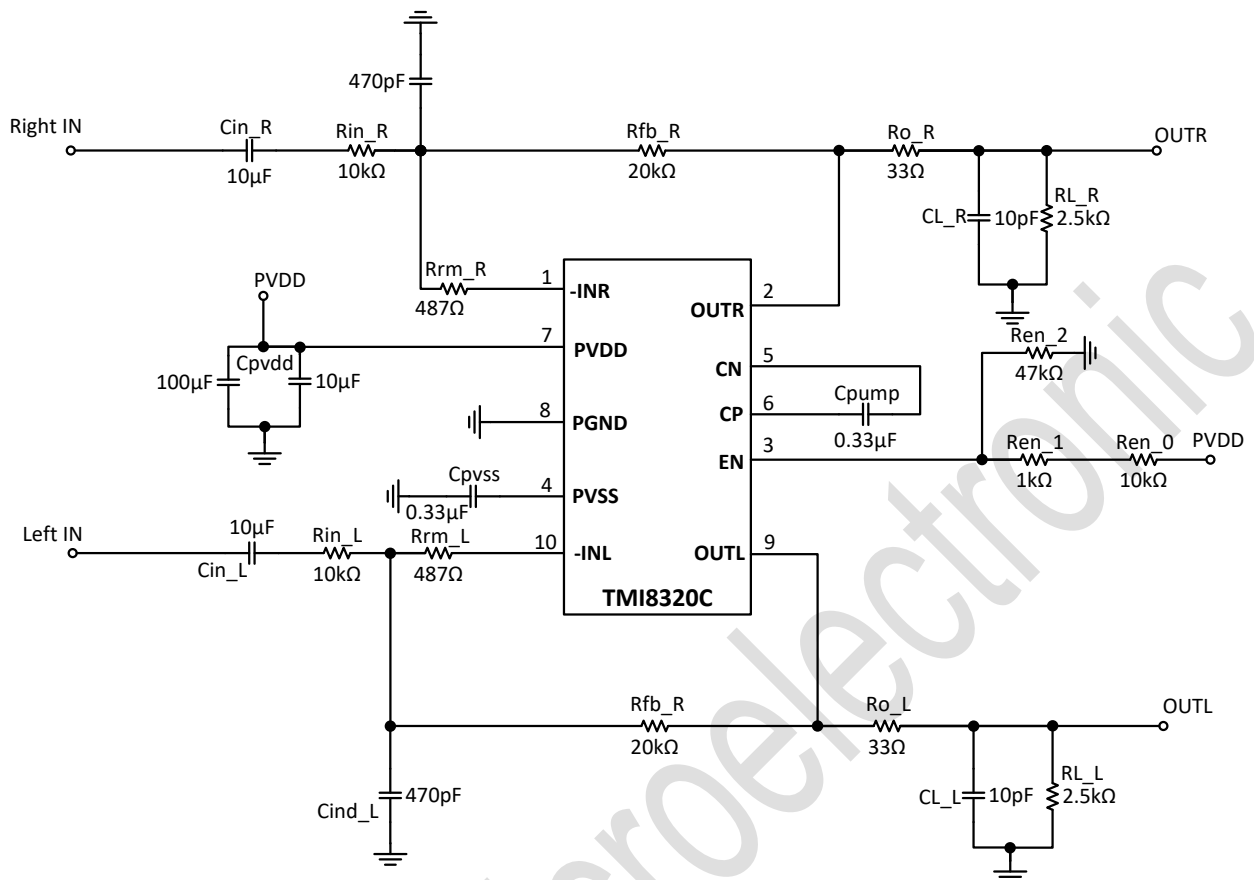 470pF
Right IN
Cin_R
10µF
Rin_R
10kΩ
Rfb_R
20kΩ
Ro_R
33Ω
OUTR
CL_R
10pF
RL_R
2.5kΩ
Rrm_R
487Ω
1
-INR
OUTR
2
PVDD
Cpvdd
100µF
10µF
7
PVDD
CN
5
Ren_2
47kΩ
8
PGND
CP
6
Cpump
0.33µF
EN
3
Ren_1
1kΩ
Ren_0
10kΩ
PVDD
Cpvss
0.33µF
4
PVSS
Left IN
10µF
Cin_L
Rin_L
10kΩ
Rrm_L
487Ω
10
-INL
OUTL
9
TMI8320C
Rfb_R
20kΩ
Ro_L
33Ω
OUTL
Cind_L
470pF
CL_L
10pF
RL_L
2.5kΩ
roelectronic